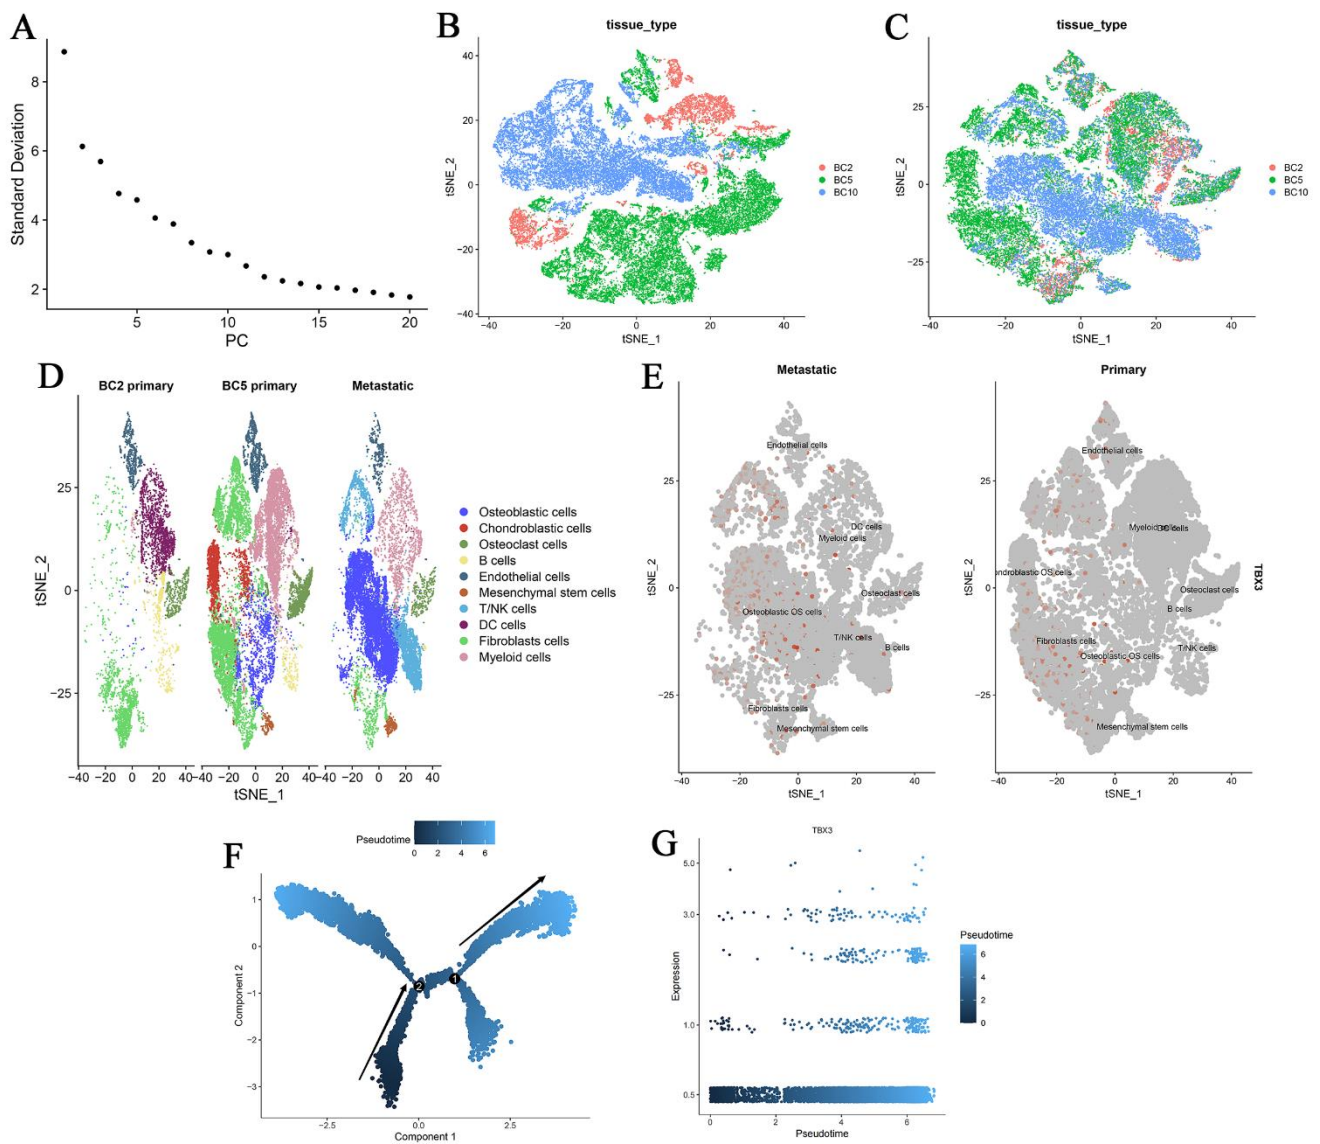 A
Standard Deviation
8
6
4
2
5
10
15
20
PC
B
tissue_type
tSNE_2
40
20
0
−20
−40
−40
−20
0
20
40
tSNE_1
BC2
BC5
BC10
C
tissue_type
tSNE_2
25
0
−25
−40
−20
0
20
40
tSNE_1
BC2
BC5
BC10
D
BC2 primary
BC5 primary
Metastatic
tSNE_2
25
0
−25
−40 −20 0 20 40
−40 −20 0 20 40
−40 −20 0 20 40
tSNE_1
Osteoblastic cells
Chondroblastic cells
Osteoclast cells
B cells
Endothelial cells
Mesenchymal stem cells
T/NK cells
DC cells
Fibroblasts cells
Myeloid cells
E
Metastatic
tSNE_2
25
0
−25
Endothelial cells
DC cells
Myeloid cells
Osteoclast cells
Osteoblastic OS cells
T/NK cells
B cells
Fibroblasts cells
Mesenchymal stem cells
−40
−20
0
20
40
tSNE_1
Primary
tSNE_2
25
0
−25
Endothelial cells
Myeloid cells
DC cells
ondroblastic OS cells
Osteoclast cells
B cells
Fibroblasts cells
Osteoblastic OS cells
T/NK cells
Mesenchymal stem cells
TBX3
−40
−20
0
20
40
tSNE_1
F
Pseudotime
0 2 4 6
Component 2
1
0
−1
−2
−3
2
1
−2.5
0.0
2.5
Component 1
G
TBX3
Expression
5.0
3.0
1.0
0.5
0
2
4
6
Pseudotime
Pseudotime
6
4
2
0